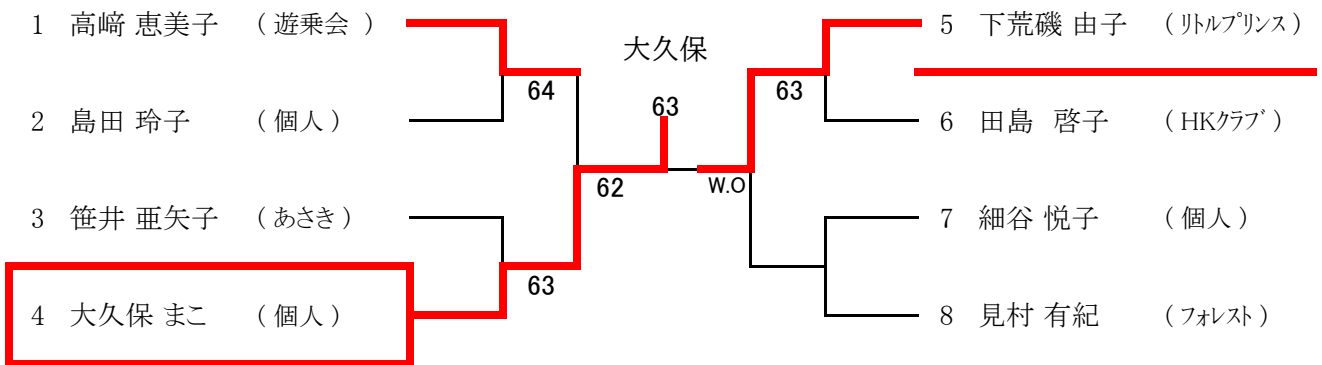 1 高﨑 恵美子 （ 遊乗会 ）
2 島田 玲子 （ 個人 ）
3 笹井 亜矢子 （ あさき ）
4 大久保 まこ （ 個人 ）
64
63
62
大久保
63
W.O
63
5 下荒磯 由子 （ リトルプリンス ）
6 田島 啓子 （ HKクラブ ）
7 細谷 悦子 （ 個人 ）
8 見村 有紀 （ フォレスト ）